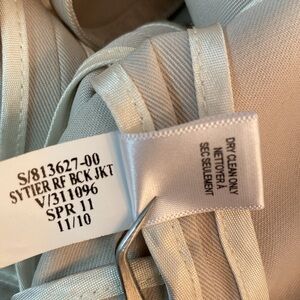 S/813627-00
SYTIER RF BCK JKT
V/311096
SPR 11
11/10
DRY CLEAN ONLY
NETTOYER À
SEC SEULEMENT